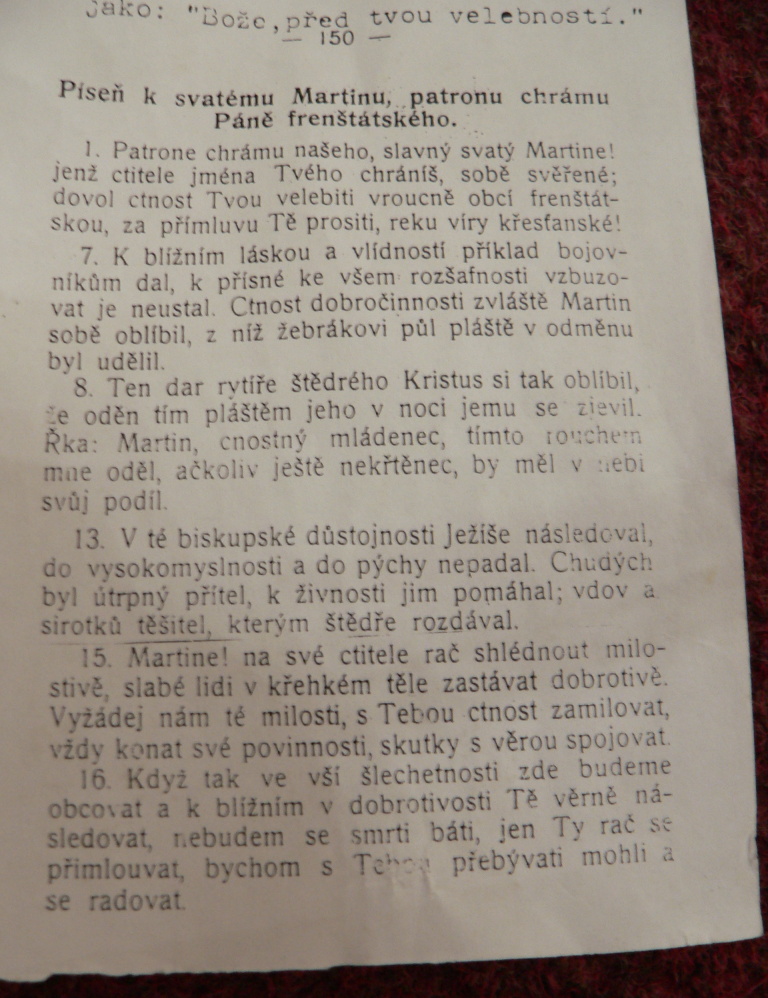 jako: "Bože,před tvou velebností."
— 150 —
Píseň k svatému Martinu, patronu chrámu
Páně frenštátského.
1. Patrone chrámu našeho, slavný svatý Martine!
jenž ctitele jména Tvého chráníš, sobě svěřené;
dovol ctnost Tvou velebiti vroucně obcí frenštát-
skou, za přímluvu Tě prositi, reku víry křesťanské!
7. K bližním láskou a vlídností příklad bojov-
níkům dal, k přísné ke všem rozšafnosti vzbuzo-
vat je neustal. Ctnost dobročinnosti zvláště Martin
sobě oblíbil, z níž žebrákovi půl pláště v odměnu
byl udělil.
8. Ten dar rytíře štědrého Kristus si tak oblíbil,
že oděn tím pláštěm jeho v noci jemu se zjevil.
Řka: Martin, cnostný mládenec, tímto rouchem
mne oděl, ačkoliv ještě nekřtěnec, by měl v nebi
svůj podíl.
13. V té biskupské důstojnosti Ježíše následoval,
do vysokomyslnosti a do pýchy nepadal. Chudých
byl útrpný přítel, k živnosti jim pomáhal; vdov a
sirotků těšitel, kterým štědře rozdával.
15. Martine! na své ctitele rač shlédnout milo-
stivě, slabé lidi v křehkém těle zastávat dobrotivě.
Vyžádej nám té milosti, s Tebou ctnost zamilovat,
vždy konat své povinnosti, skutky s věrou spojovat.
16. Když tak ve vší šlechetnosti zde budeme
obcovat a k bližním v dobrotivosti Tě věrně ná-
sledovat, nebudem se smrti báti, jen Ty rač se
přimlouvat, bychom s Tebou přebývati mohli a
se radovat.